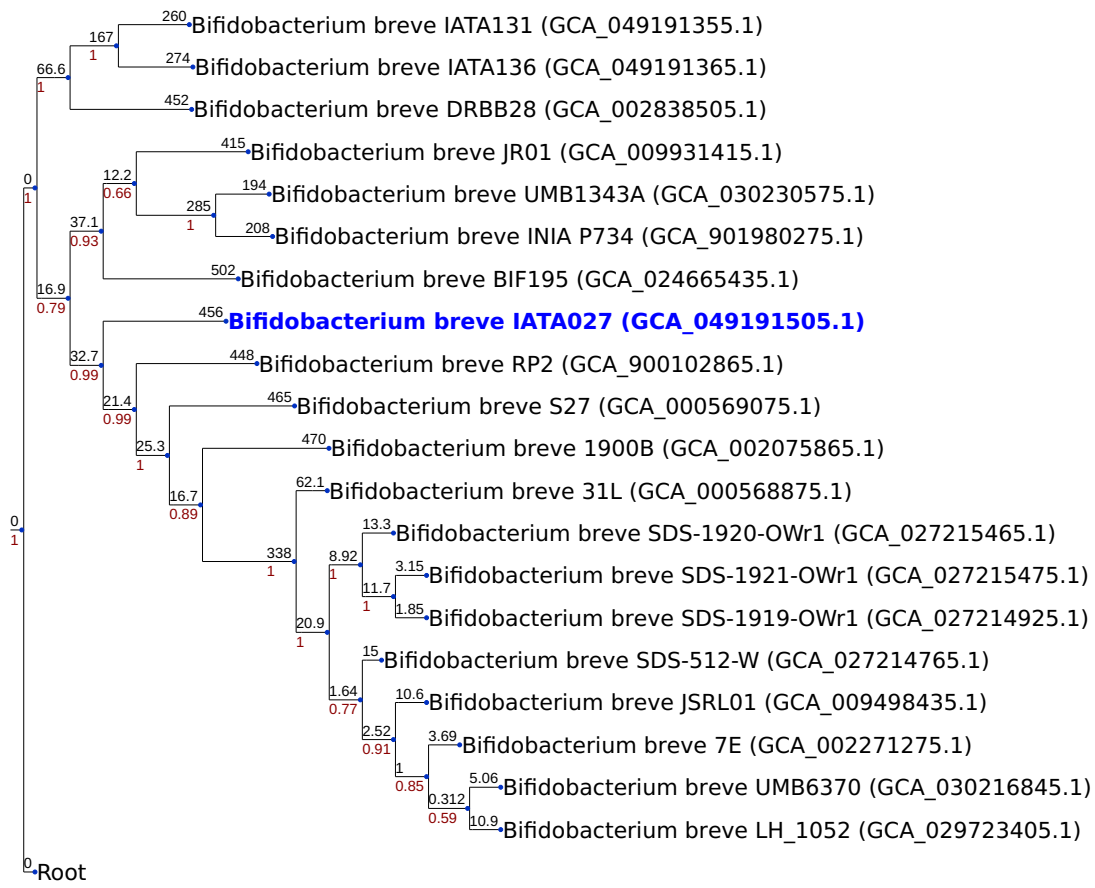 260 Bifidobacterium breve IATA131 (GCA_049191355.1)
167
1
274 Bifidobacterium breve IATA136 (GCA_049191365.1)
66.6
1
452 Bifidobacterium breve DRBB28 (GCA_002838505.1)
415 Bifidobacterium breve JR01 (GCA_009931415.1)
0
1
12.2
0.66
194 Bifidobacterium breve UMB1343A (GCA_030230575.1)
285
1
208 Bifidobacterium breve INIA P734 (GCA_901980275.1)
37.1
0.93
502 Bifidobacterium breve BIF195 (GCA_024665435.1)
16.9
0.79
456 Bifidobacterium breve IATA027 (GCA_049191505.1)
32.7
0.99
448 Bifidobacterium breve RP2 (GCA_900102865.1)
21.4
0.99
465 Bifidobacterium breve S27 (GCA_000569075.1)
25.3
1
470 Bifidobacterium breve 1900B (GCA_002075865.1)
16.7
0.89
62.1 Bifidobacterium breve 31L (GCA_000568875.1)
0
1
13.3 Bifidobacterium breve SDS-1920-OWr1 (GCA_027215465.1)
338
1
8.92
1
3.15 Bifidobacterium breve SDS-1921-OWr1 (GCA_027215475.1)
11.7
1
1.85 Bifidobacterium breve SDS-1919-OWr1 (GCA_027214925.1)
20.9
1
15 Bifidobacterium breve SDS-512-W (GCA_027214765.1)
1.64
0.77
10.6 Bifidobacterium breve JSRL01 (GCA_009498435.1)
2.52
0.91
3.69 Bifidobacterium breve 7E (GCA_002271275.1)
1
0.85
5.06 Bifidobacterium breve UMB6370 (GCA_030216845.1)
0.312
0.59
10.9 Bifidobacterium breve LH_1052 (GCA_029723405.1)
0 Root